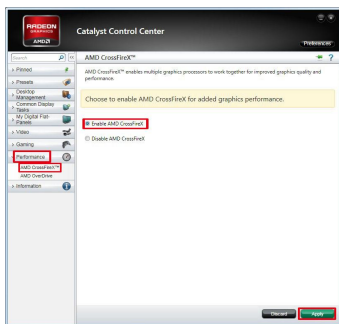 RADEON
GRAPHICS
AMD
Catalyst Control Center
Preferences
Search
AMD CrossFireX™
Pinned
Presets
Desktop
Management
Common Display
Tasks
My Digital Flat-
Panels
Video
Gaming
Performance
AMD CrossFireX™
AMD OverDrive
Information
AMD CrossFireX™ enables multiple graphics processors to work together for improved graphics quality and
performance.
Choose to enable AMD CrossFireX for added graphics performance.
Enable AMD CrossFireX
Disable AMD CrossFireX
Discard
Apply